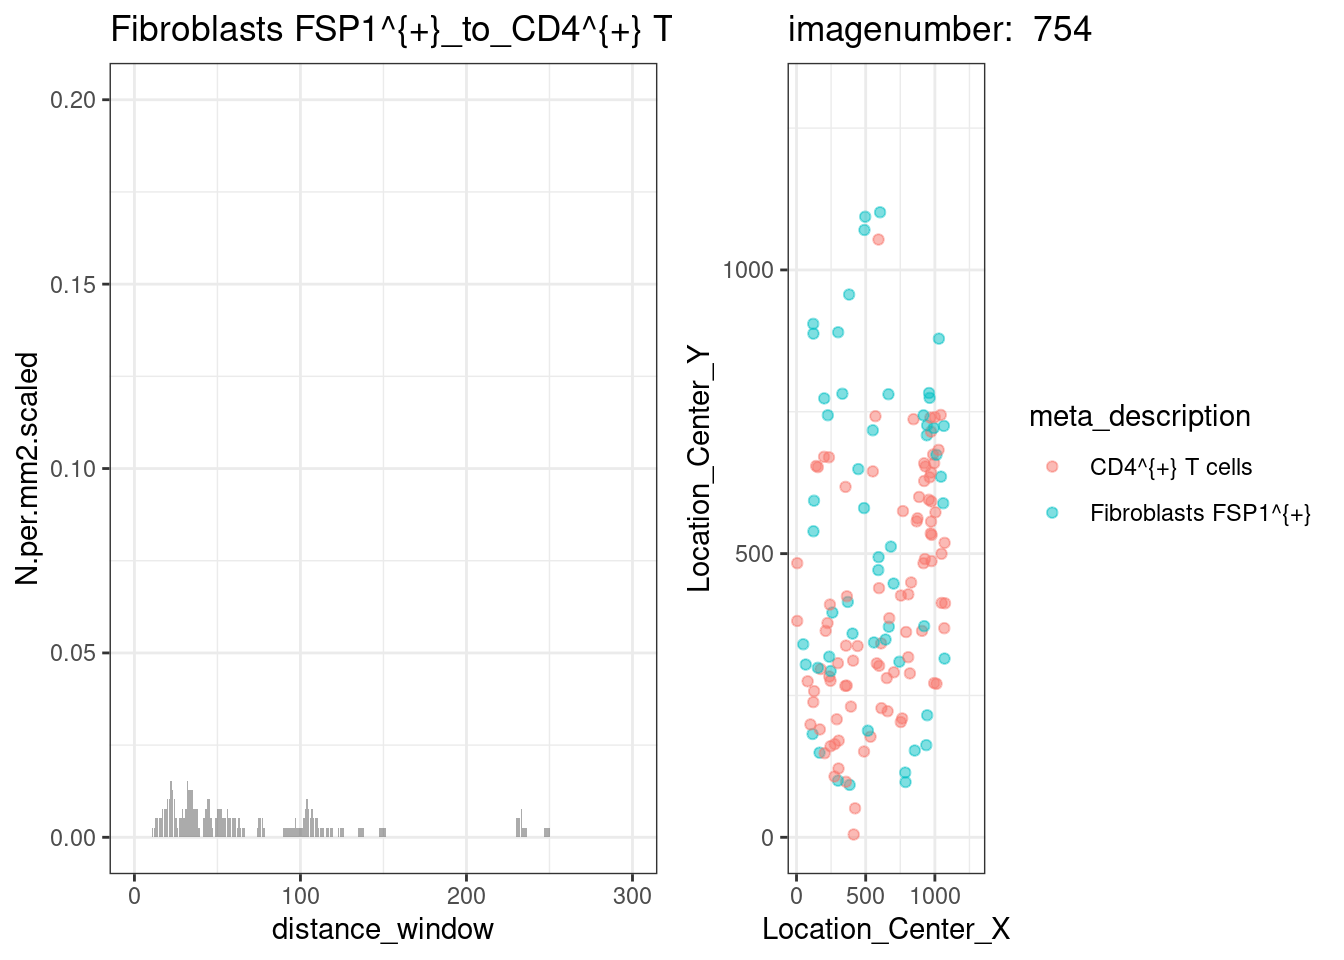 Fibroblasts FSP1^{+}_to_CD4^{+} T
imagenumber:  754
N.per.mm2.scaled
0.20
0.15
0.10
0.05
0.00
0 100 200 300
distance_window
Location_Center_Y
1000
500
0
0 500 1000
Location_Center_X
meta_description
CD4^{+} T cells
Fibroblasts FSP1^{+}